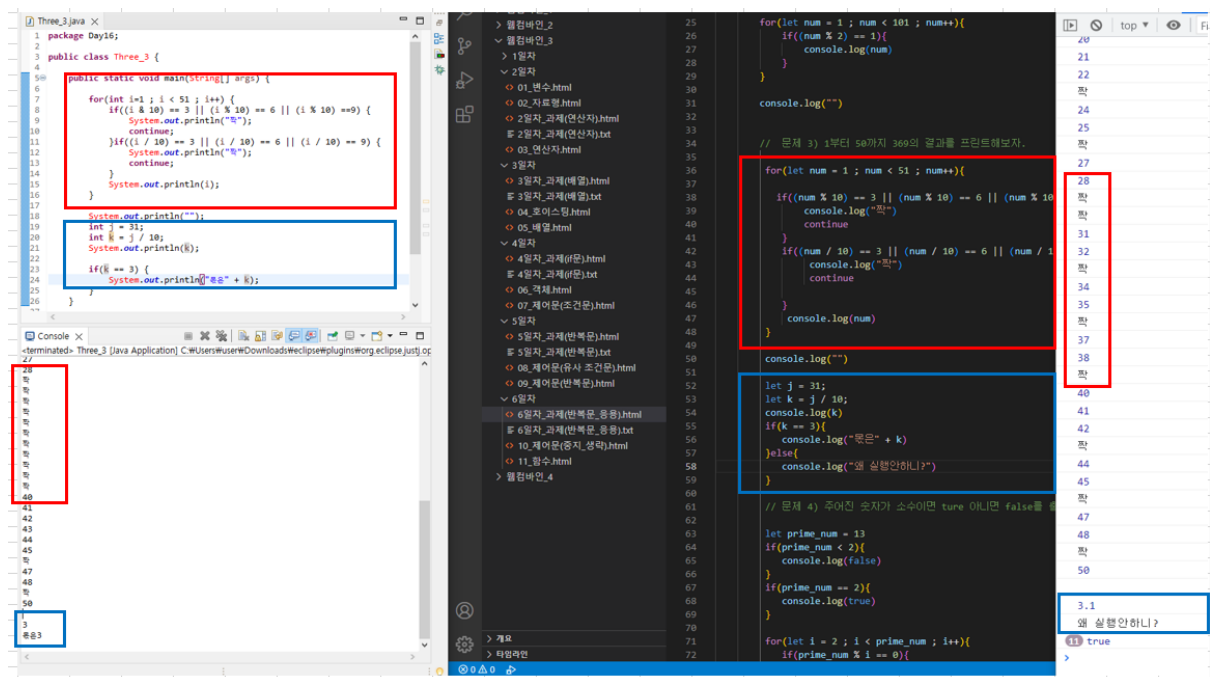 Three_3.java
1 package Day16;
2
3 public class Three_3 {
4
5 public static void main(String[] args) {
6
7 for(int i=1 ; i < 51 ; i++) {
8 if((i & 10) == 3 || (i % 10) == 6 || (i % 10) ==9) {
9 System.out.println("짝");
10 continue;
11 }if((i / 10) == 3 || (i / 10) == 6 || (i / 10) == 9) {
12 System.out.println("짝");
13 continue;
14 }
15 System.out.println(i);
16 }
17
18 System.out.println("");
19 int j = 31;
20 int k = j / 10;
21 System.out.println(k);
22
23 if(k == 3) {
24 System.out.println("몫은" + k);
25 }
26 }
Console
<terminated> Three_3 [Java Application] C:₩Users₩user₩Downloads₩eclipse₩plugins₩org.eclipse.justj.op
27
28
짝
짝
짝
짝
짝
짝
짝
짝
짝
짝
짝
40
41
42
43
44
45
짝
47
48
짝
50
3
몫은3
웰컴바인_2
웰컴바인_3
1일차
2일차
01_변수.html
02_자료형.html
2일차_과제(연산자).html
2일차_과제(연산자).txt
03_연산자.html
3일차
3일차_과제(배열).html
3일차_과제(배열).txt
04_호이스팅.html
05_배열.html
4일차
4일차_과제(if문).html
4일차_과제(if문).txt
06_객체.html
07_제어문(조건문).html
5일차
5일차_과제(반복문).html
5일차_과제(반복문).txt
08_제어문(유사 조건문).html
09_제어문(반복문).html
6일차
6일차_과제(반복문_응용).html
6일차_과제(반복문_응용).txt
10_제어문(중지_생략).html
11_함수.html
웰컴바인_4
개요
타임라인
0 0
25 for(let num = 1 ; num < 101 ; num++){
26 if((num % 2) == 1){
27 console.log(num)
28 }
29 }
30
31 console.log("")
32
33
34 // 문제 3) 1부터 50까지 369의 결과를 프린트해보자.
35
36 for(let num = 1 ; num < 51 ; num++){
37
38 if((num % 10) == 3 || (num % 10) == 6 || (num % 10
39 console.log("짝")
40 continue
41 }
42 if((num / 10) == 3 || (num / 10) == 6 || (num / 1
43 console.log("짝")
44 continue
45
46 }
47 console.log(num)
48 }
49
50 console.log("")
51
52 let j = 31;
53 let k = j / 10;
54 console.log(k)
55 if(k == 3){
56 console.log("몫은" + k)
57 }else{
58 console.log("왜 실행안하니?")
59 }
60
61 // 문제 4) 주어진 숫자가 소수이면 ture 아니면 false를 출
62
63 let prime_num = 13
64 if(prime_num < 2){
65 console.log(false)
66 }
67 if(prime_num == 2){
68 console.log(true)
69 }
70
71 for(let i = 2 ; i < prime_num ; i++){
72 if(prime_num % i == 0){
top
Fi
20
21
22
짝
24
25
짝
27
28
짝
짝
31
32
짝
34
35
짝
37
38
짝
40
41
42
짝
44
45
짝
47
48
짝
50
3.1
왜 실행안하니?
11 true